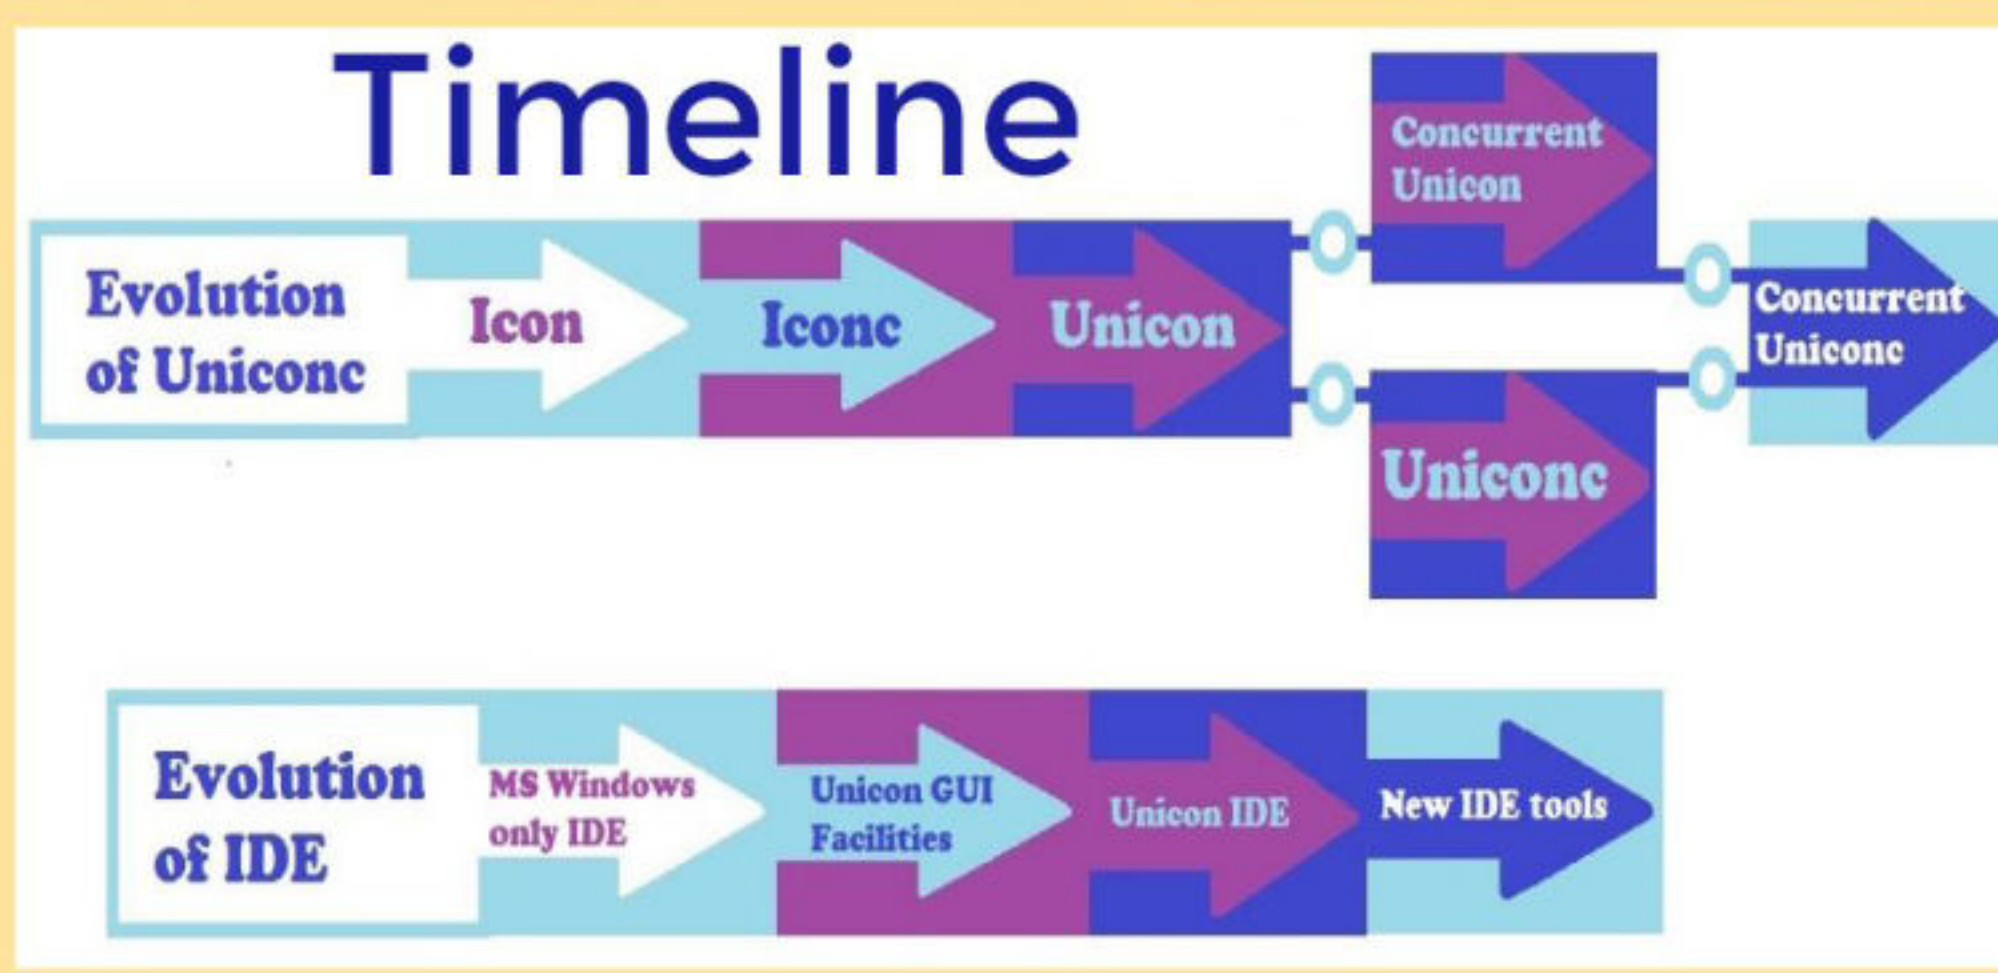 Timeline
Evolution
of Uniconc
Icon
Iconc
Unicon
Concurrent
Unicon
Uniconc
Concurrent
Uniconc
Evolution
of IDE
MS Windows
only IDE
Unicon GUI
Facilities
Unicon IDE
New IDE tools